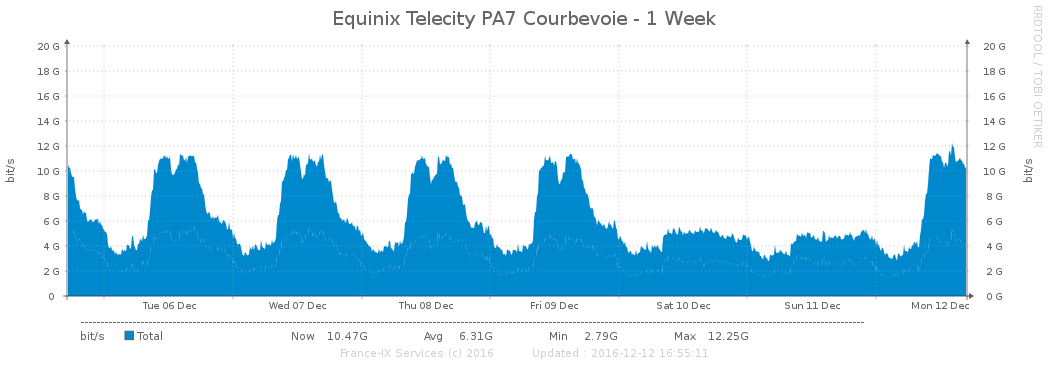 Equinix Telecity PA7 Courbevoie - 1 Week
RRDTOOL / TOBI OETIKER
bit/s
bit/s
20 G 20 G
18 G 18 G
16 G 16 G
14 G 14 G
12 G 12 G
10 G 10 G
8 G 8 G
6 G 6 G
4 G 4 G
2 G 2 G
0 0 G
Tue 06 Dec Wed 07 Dec Thu 08 Dec Fri 09 Dec Sat 10 Dec Sun 11 Dec Mon 12 Dec
bit/s Total Now 10.47G Avg 6.31G Min 2.79G Max 12.25G
France-IX Services (c) 2016 Updated : 2016-12-12 16:55:11